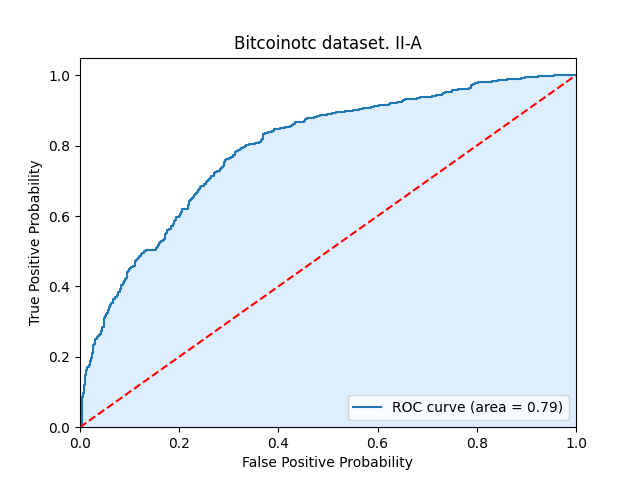 Bitcoinotc dataset. II-A
True Positive Probability
1.0
0.8
0.6
0.4
0.2
0.0
ROC curve (area = 0.79)
0.0 0.2 0.4 0.6 0.8 1.0
False Positive Probability